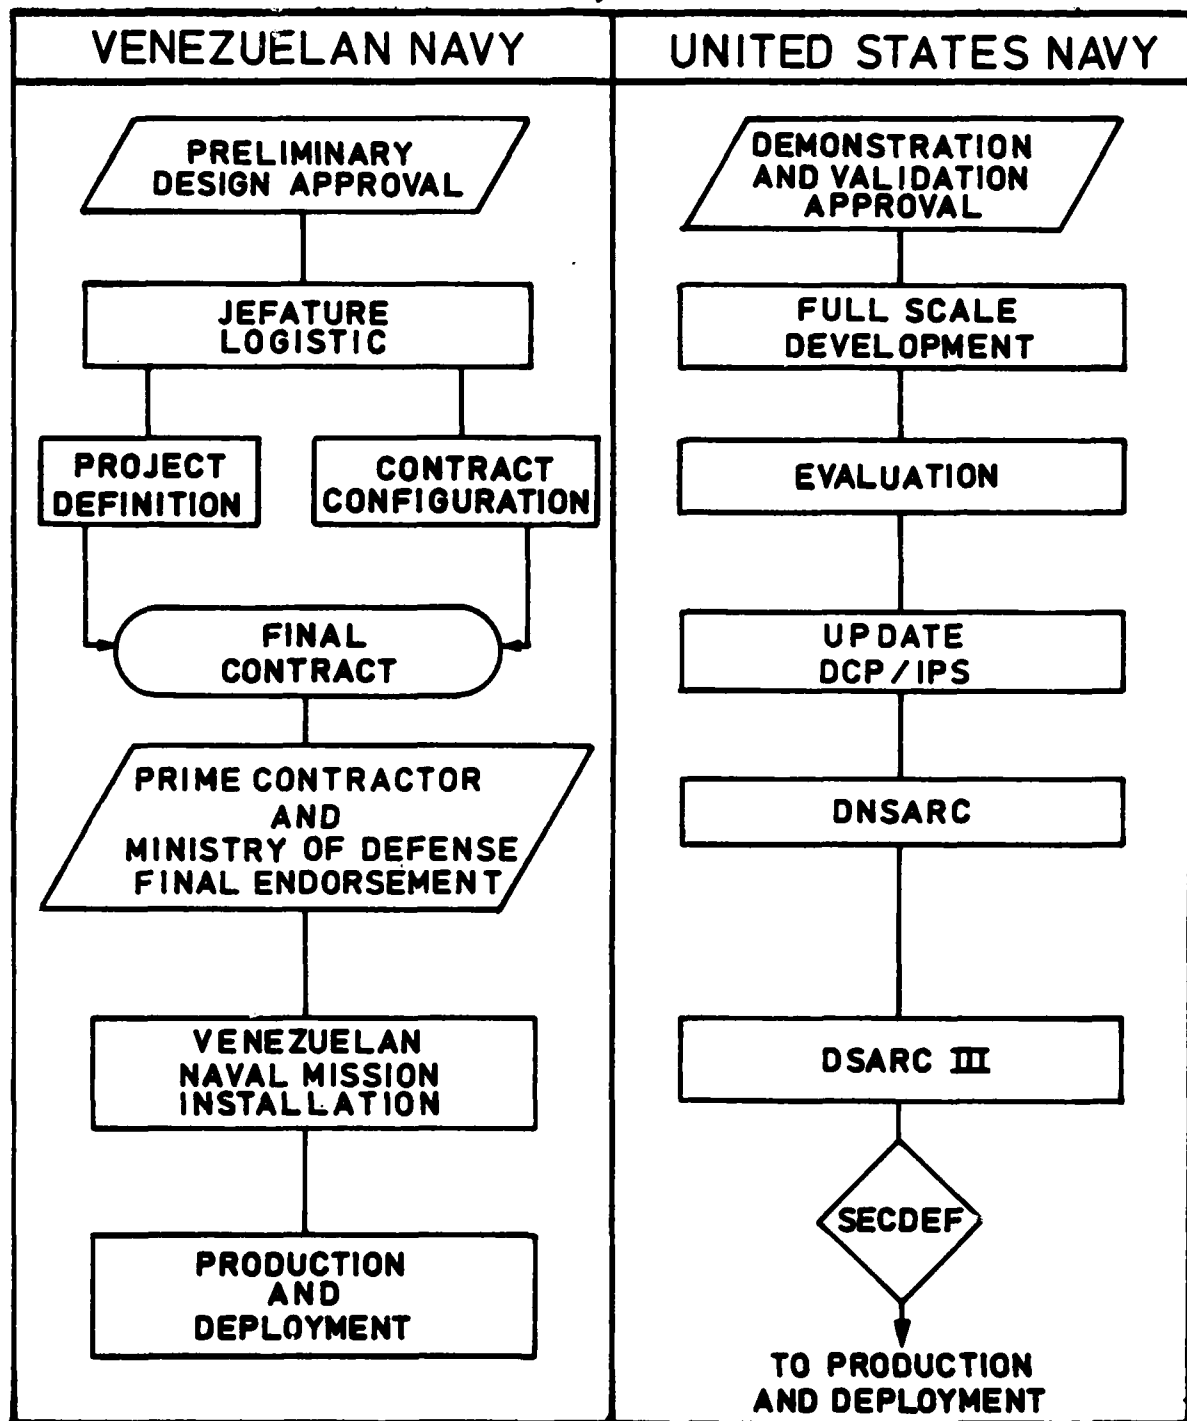 VENEZUELAN NAVY
PRELIMINARY
DESIGN APPROVAL
JEFATURE
LOGISTIC
PROJECT
DEFINITION
CONTRACT
CONFIGURATION
FINAL
CONTRACT
PRIME CONTRACTOR
AND
MINISTRY OF DEFENSE
FINAL ENDORSEMENT
VENEZUELAN
NAVAL MISSION
INSTALLATION
PRODUCTION
AND
DEPLOYMENT
UNITED STATES NAVY
DEMONSTRATION
AND VALIDATION
APPROVAL
FULL SCALE
DEVELOPMENT
EVALUATION
UPDATE
DCP/IPS
DNSARC
DSARC III
SECDEF
TO PRODUCTION
AND DEPLOYMENT